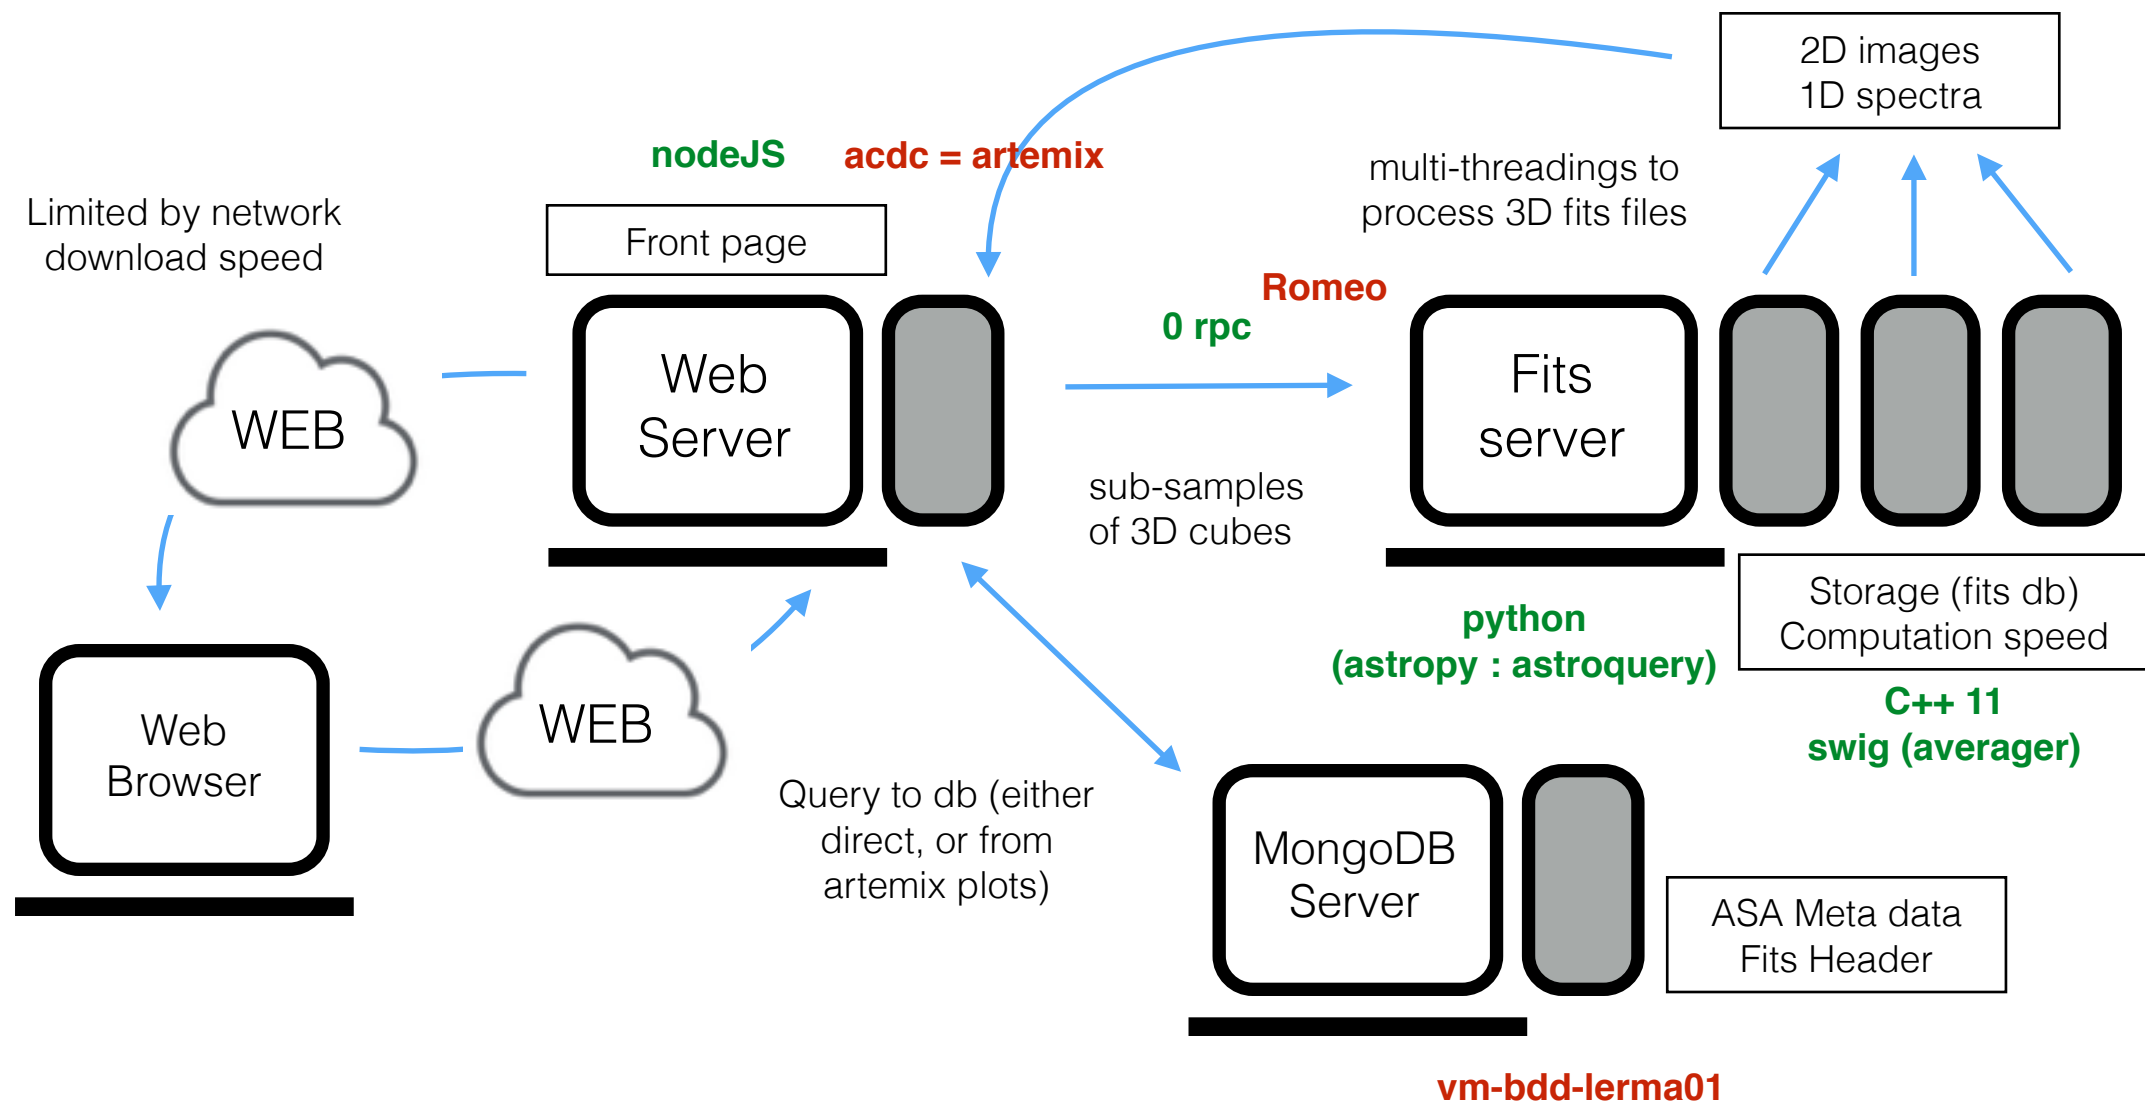 2D images
1D spectra
nodeJS
acdc = artemix
multi-threadings to
process 3D fits files
Limited by network
download speed
Front page
Romeo
0 rpc
WEB
Web
Server
Fits
server
sub-samples
of 3D cubes
Storage (fits db)
Computation speed
python
(astropy : astroquery)
C++ 11
swig (averager)
Web
Browser
WEB
Query to db (either
direct, or from
artemix plots)
MongoDB
Server
ASA Meta data
Fits Header
vm-bdd-lerma01